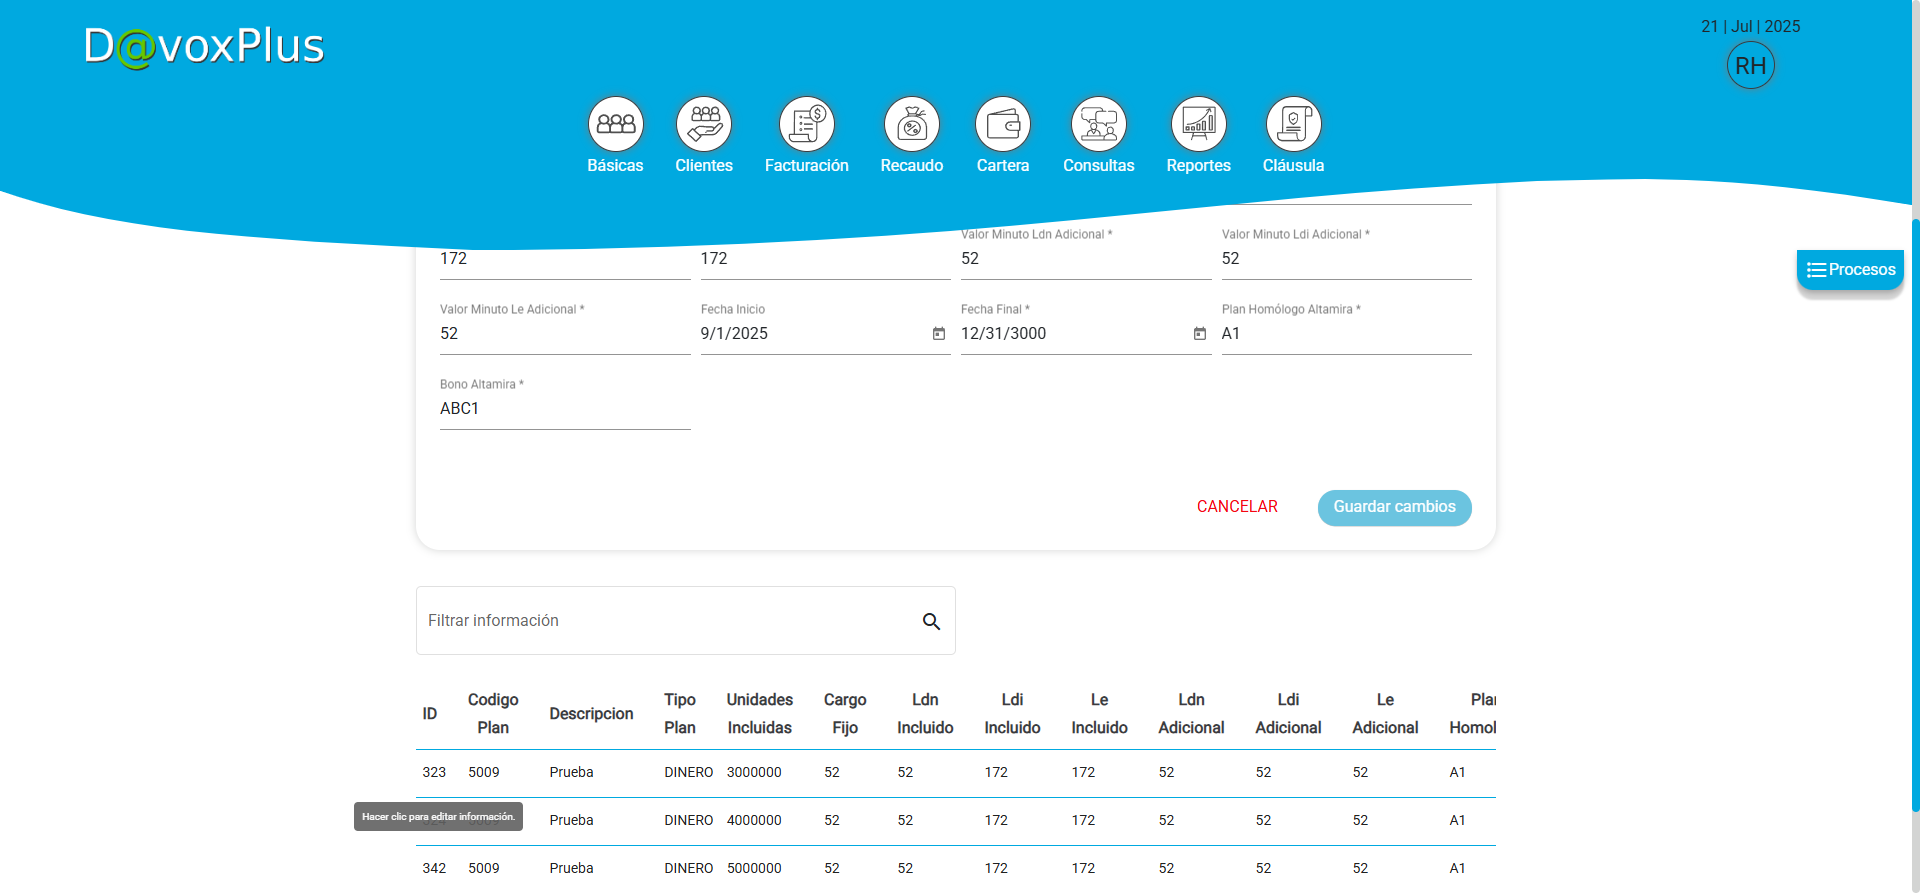 D@voxPlus
21 | Jul | 2025
RH
Básicas
Clientes
Facturación
Recaudo
Cartera
Consultas
Reportes
Cláusula
Procesos
Valor Minuto Ldn Adicional *
Valor Minuto Ldi Adicional *
172
172
52
52
Valor Minuto Le Adicional *
Fecha Inicio
Fecha Final *
Plan Homólogo Altamira *
52
9/1/2025
12/31/3000
A1
Bono Altamira *
ABC1
CANCELAR
Guardar cambios
Filtrar información
ID Codigo Plan Descripcion Tipo Plan Unidades Incluidas Cargo Fijo Ldn Incluido Ldi Incluido Le Incluido Ldn Adicional Ldi Adicional Le Adicional
323 5009 Prueba DINERO 3000000 52 52 172 172 52 52 52 A1
Hacer clic para editar información.
Prueba DINERO 4000000 52 52 172 172 52 52 52 A1
342 5009 Prueba DINERO 5000000 52 52 172 172 52 52 52 A1